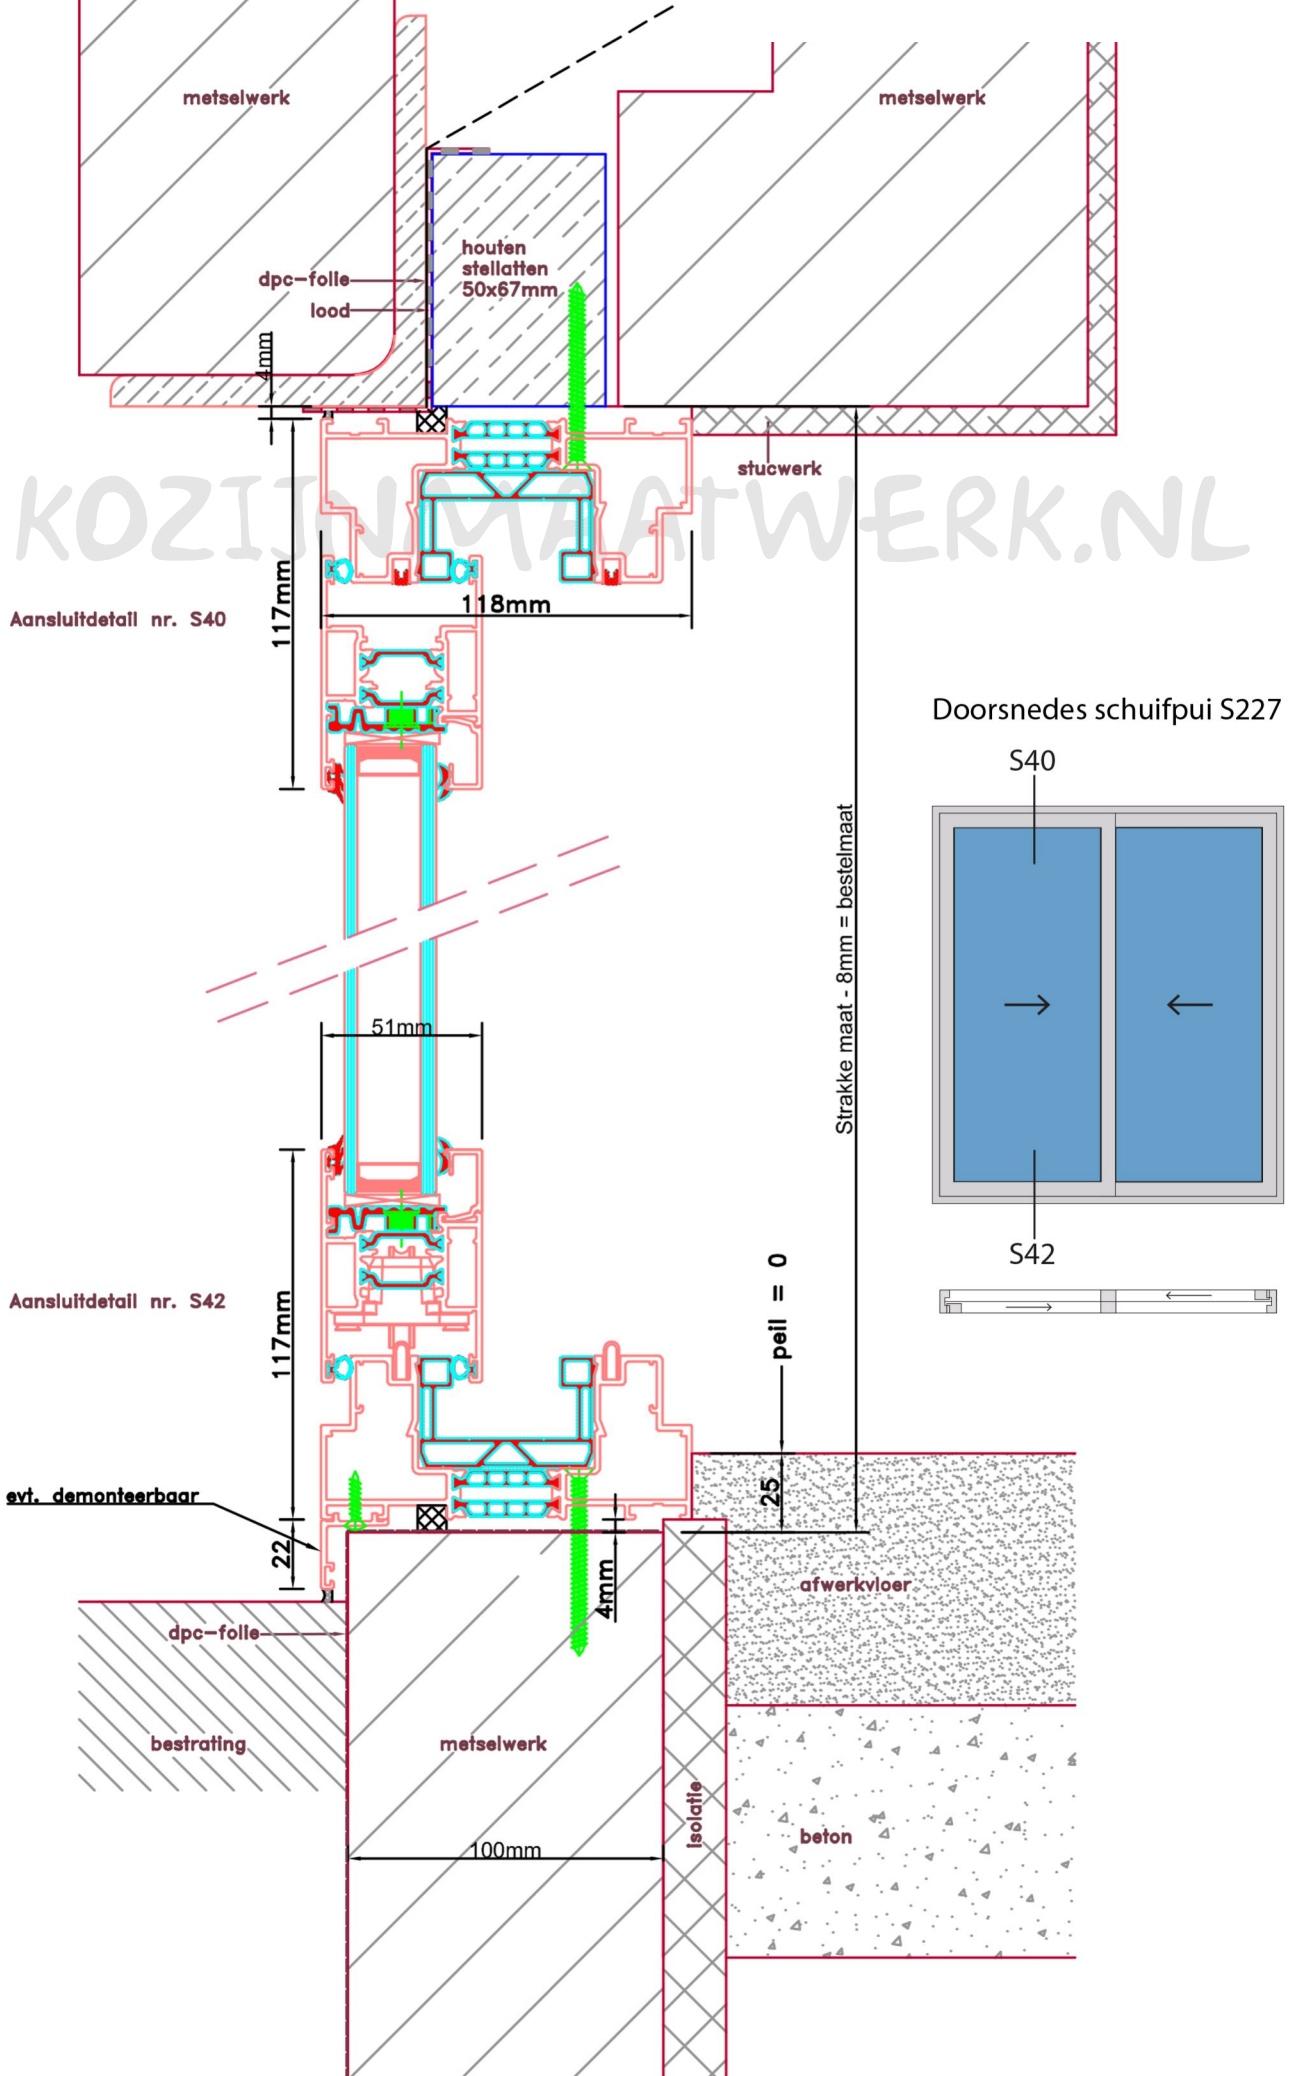 metselwerk
metselwerk
houten
stellatten
50x67mm
dpc-folie
lood
4mm
stucwerk
KOZIJNMAATWERK.NL
117mm
118mm
Aansluitdetail nr. S40
Doorsnedes schuifpui S227
S40
Strakke maat - 8mm = bestelmaat
51mm
S42
peil = 0
Aansluitdetail nr. S42
117mm
evt. demonteerbaar
25
22
4mm
afwerkvloer
dpc-folie
bestrating
metselwerk
isolatie
beton
100mm